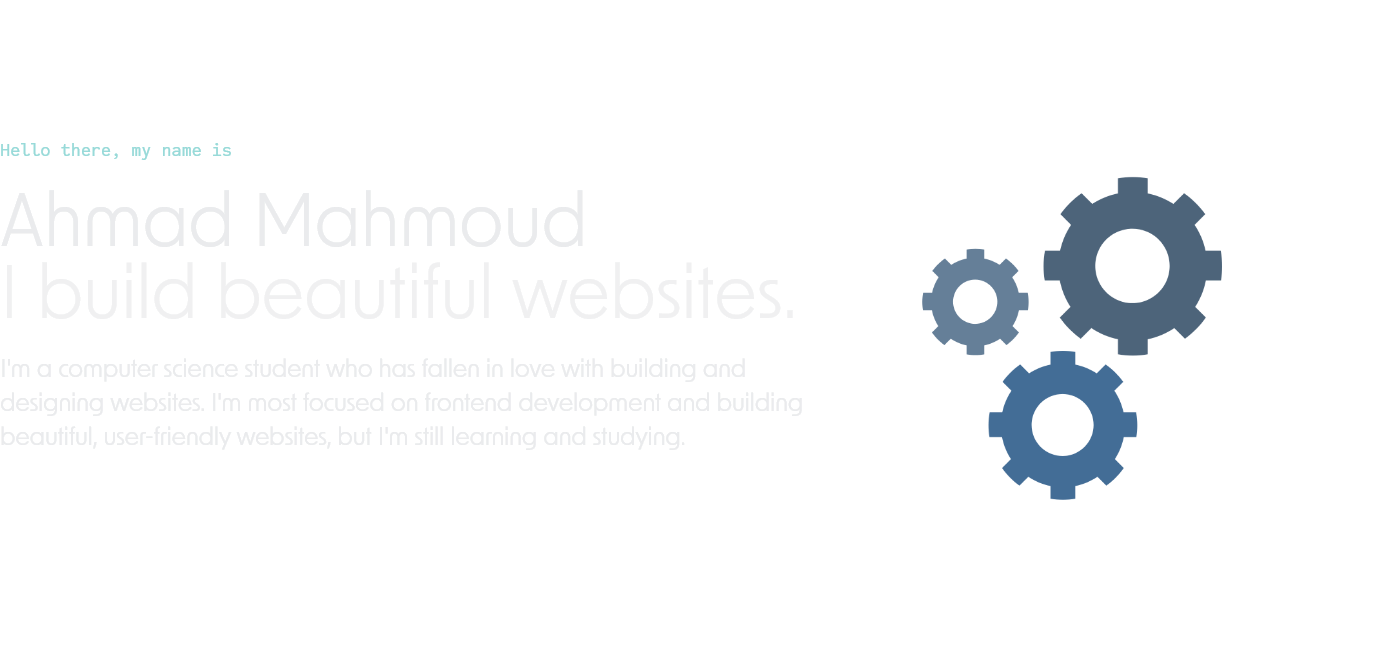 Hello there, my name is
Ahmad Mahmoud
I build beautiful websites.
I'm a computer science student who has fallen in love with building and
designing websites. I'm most focused on frontend development and building
beautiful, user-friendly websites, but I'm still learning and studying.